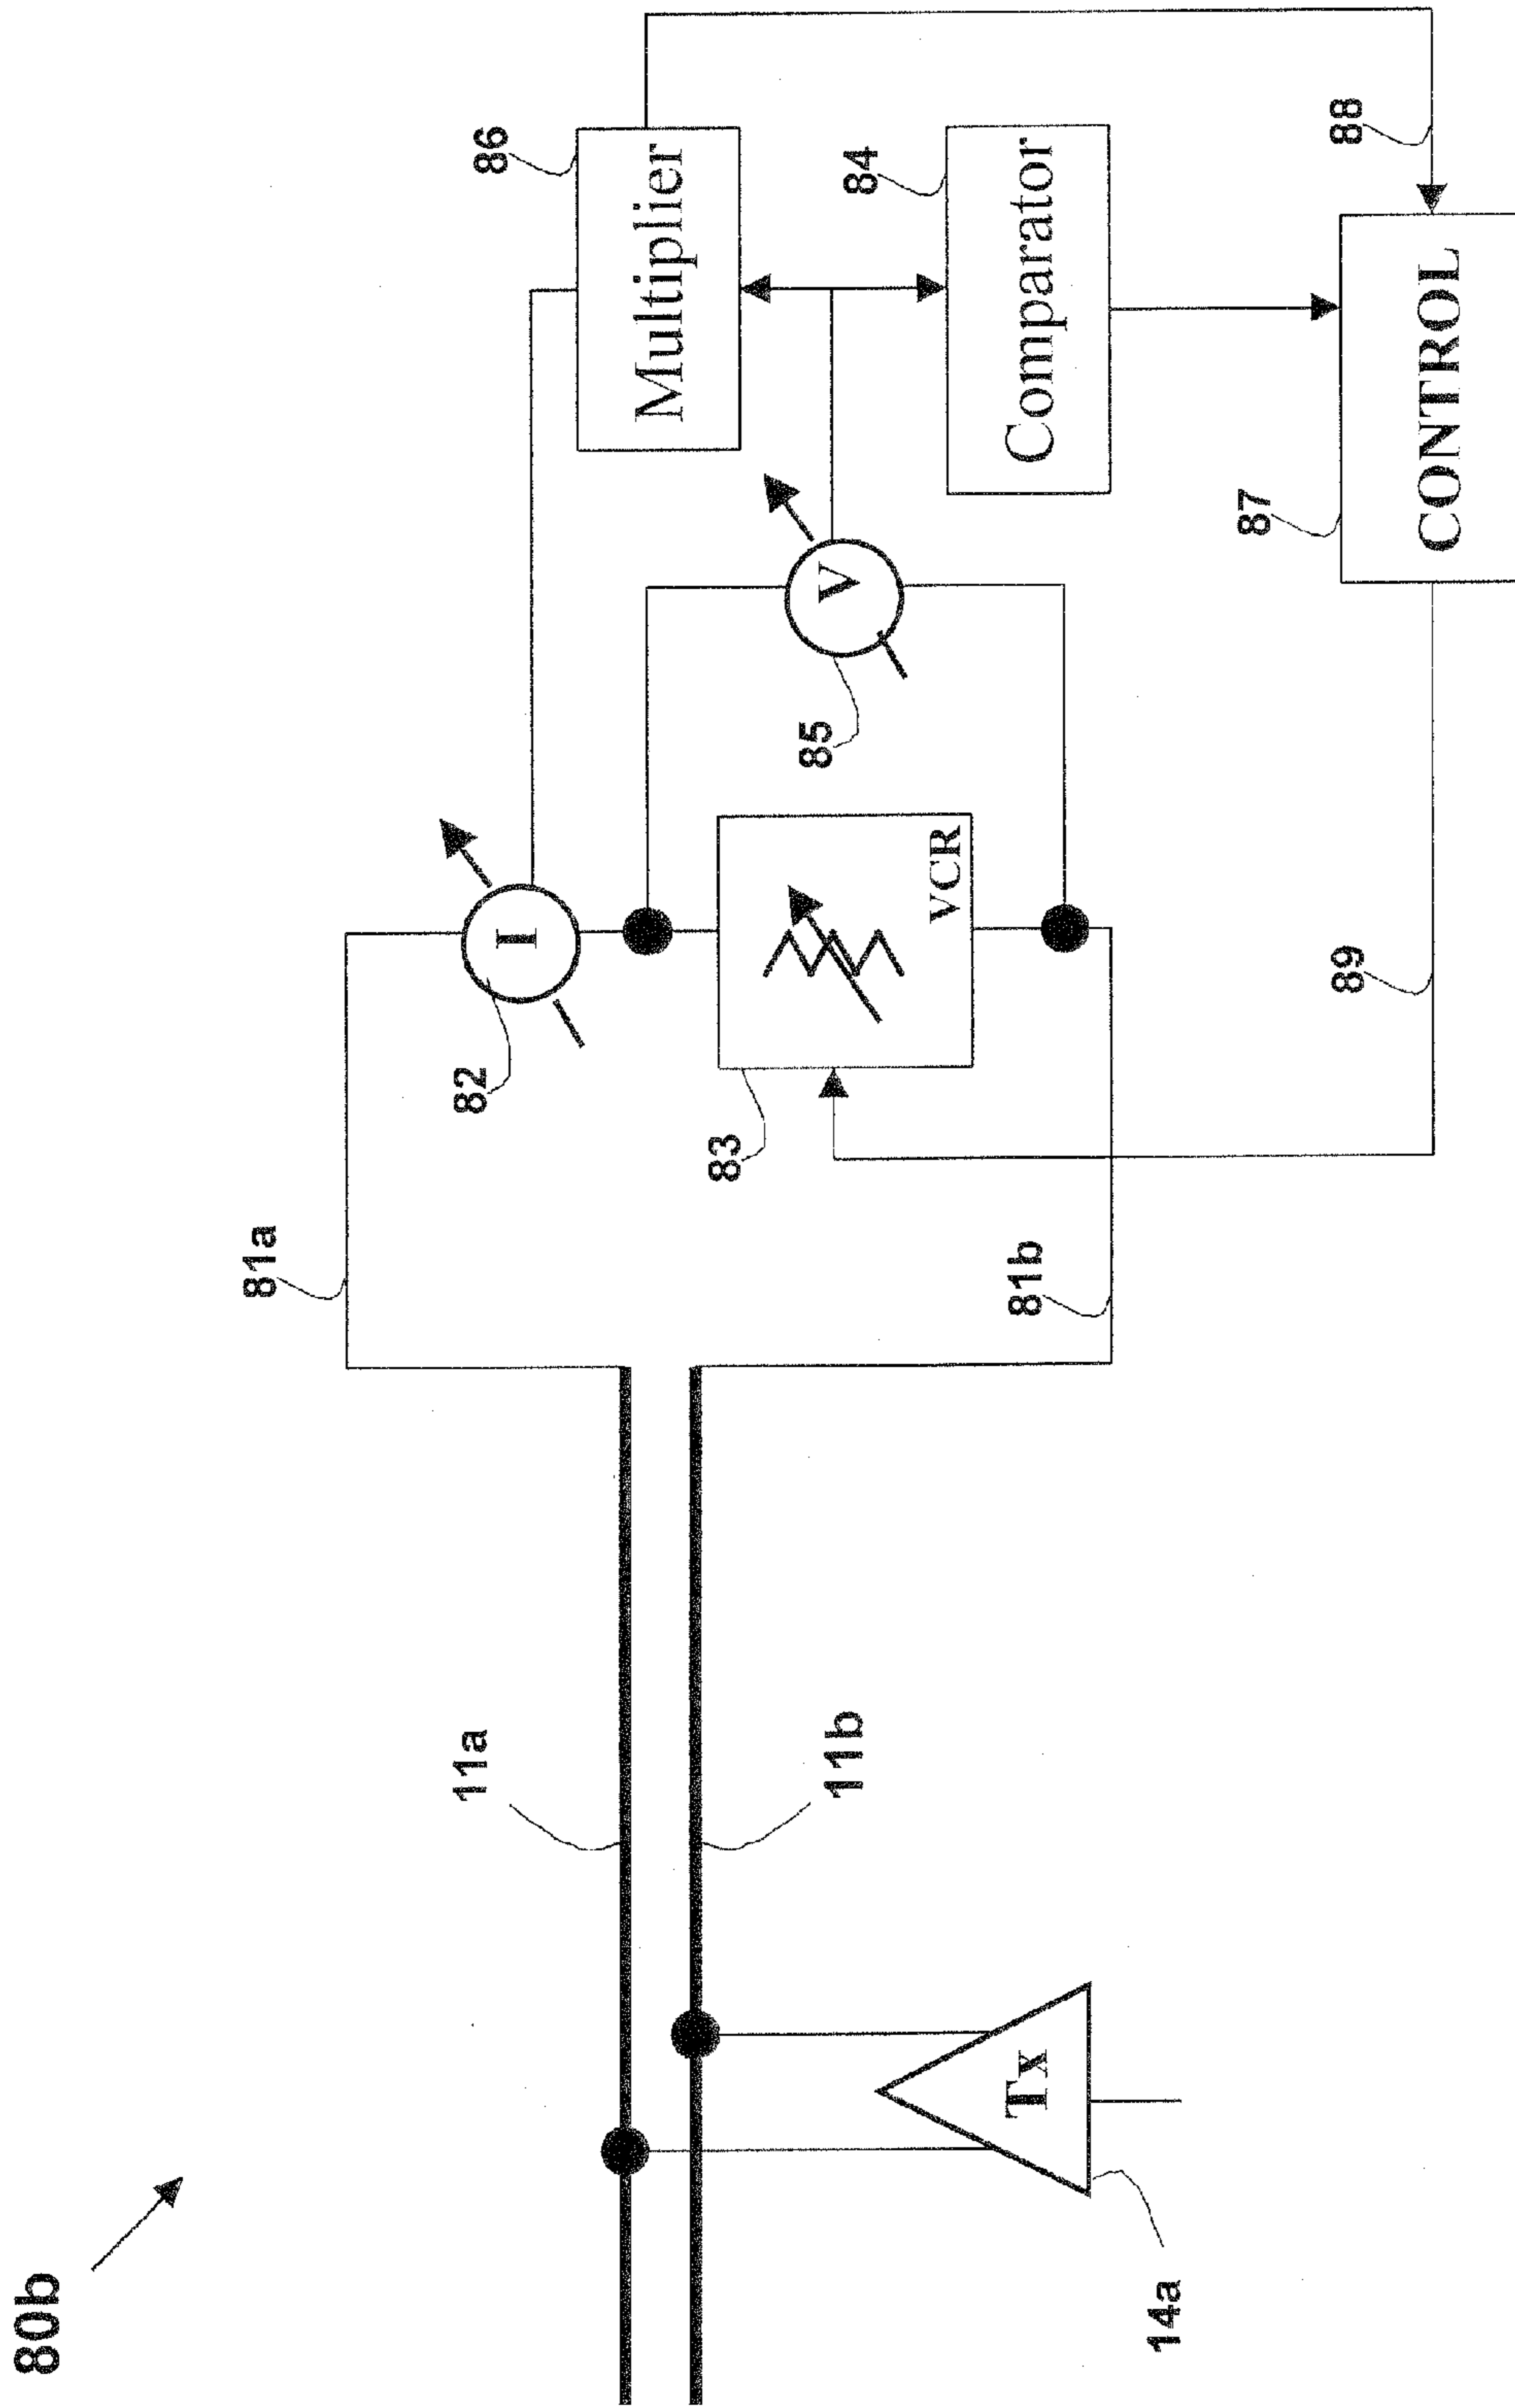 80b
14a
Tx
11a
11b
81a
81b
82
I
83
VCR
85
V
86
Multiplier
84
Comparator
87
CONTROL
88
89